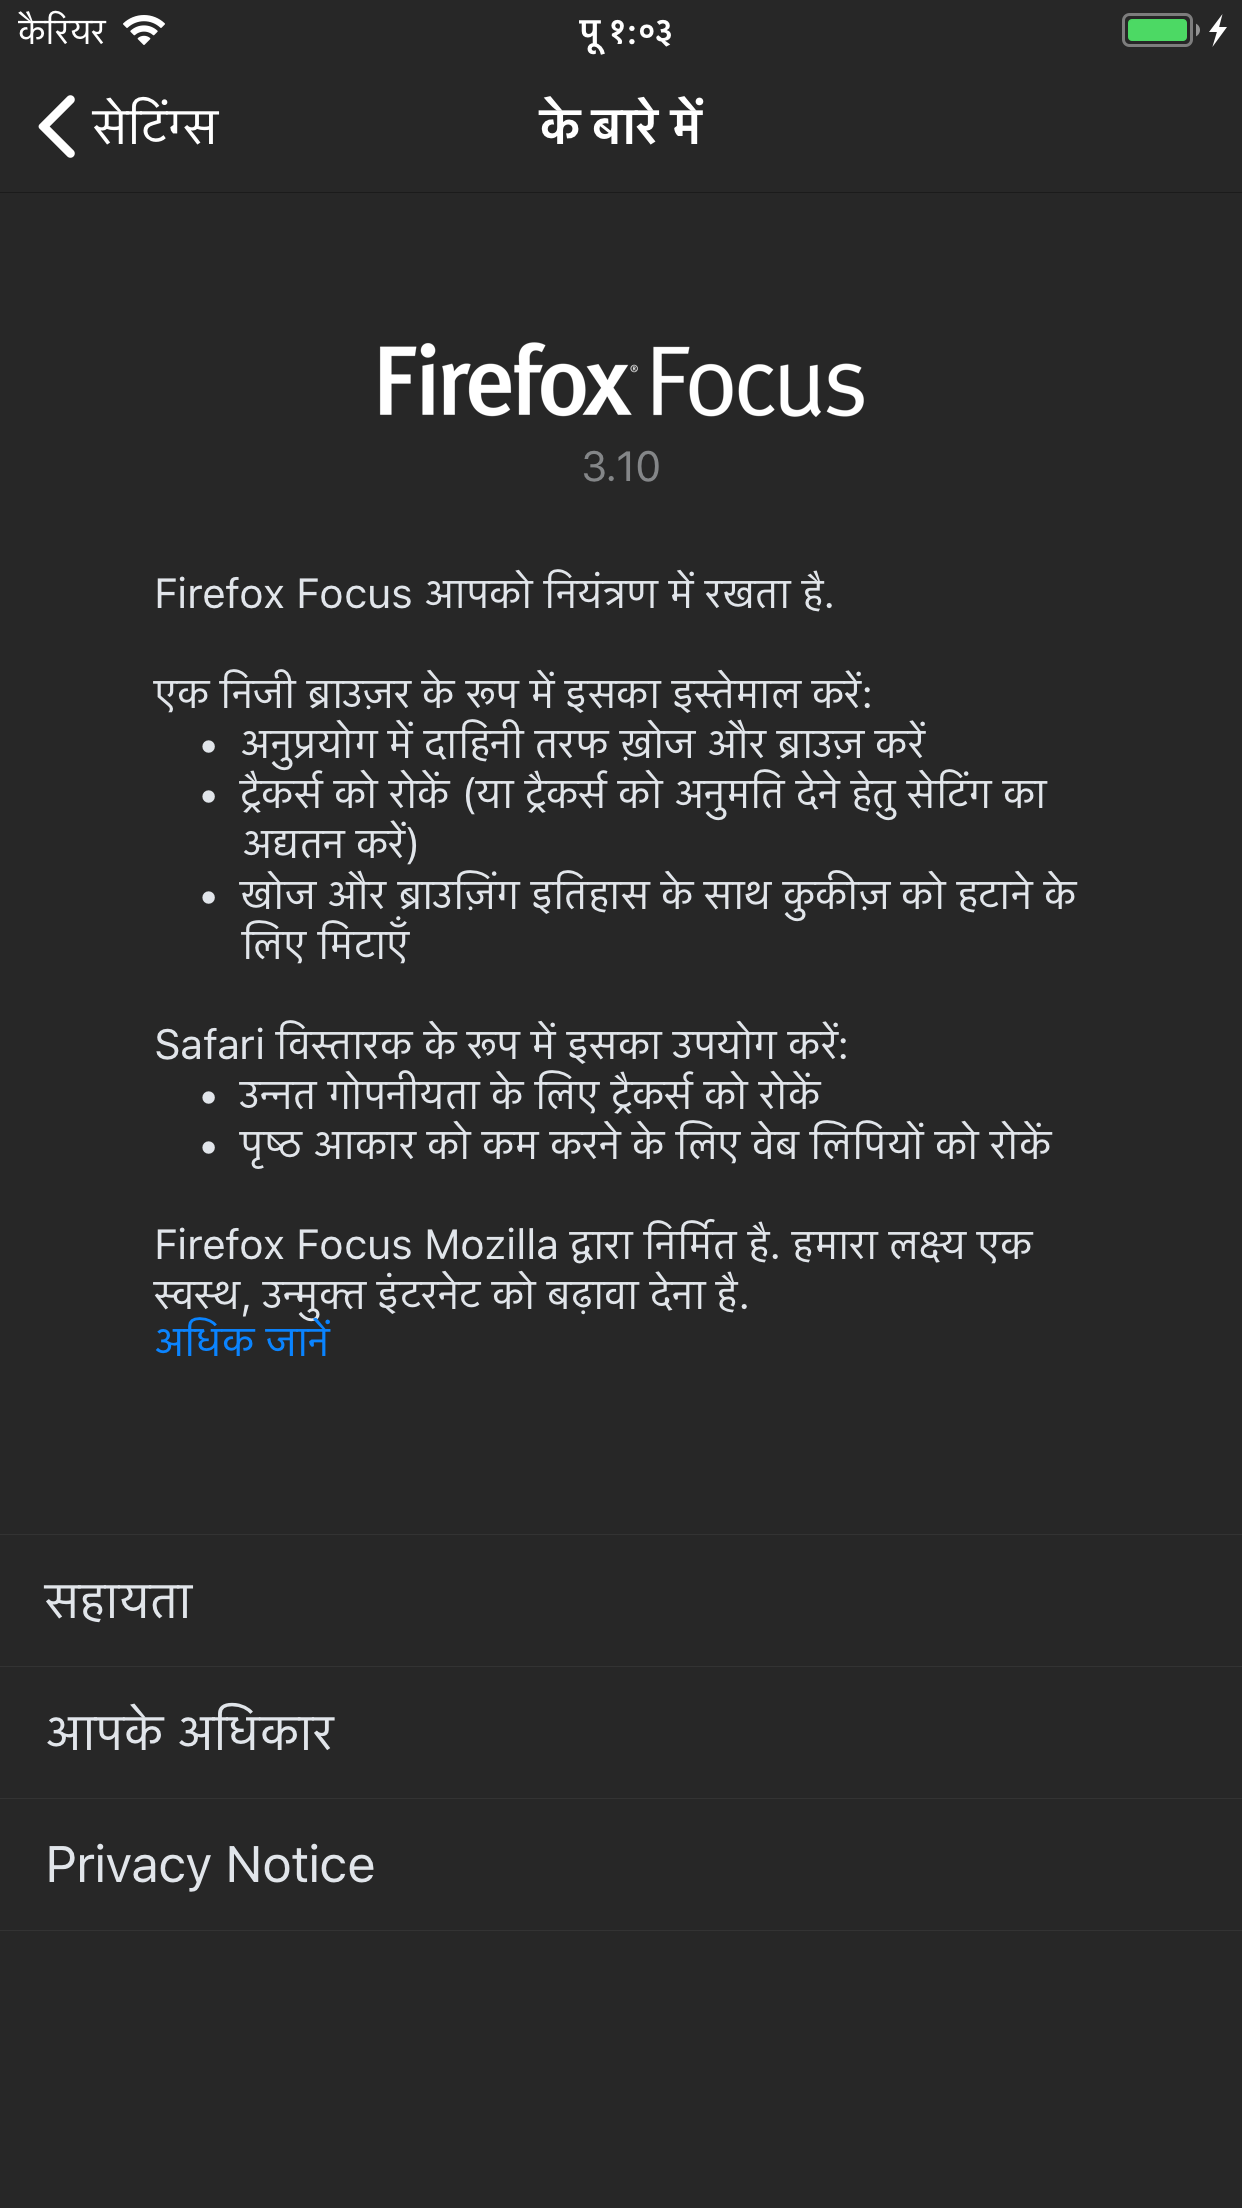 कैरियर
पू १:०३
सेटिंग्स
के बारे में
Firefox® Focus
3.10
Firefox Focus आपको नियंत्रण में रखता है.
एक निजी ब्राउज़र के रूप में इसका इस्तेमाल करें:
• अनुप्रयोग में दाहिनी तरफ ख़ोज और ब्राउज़ करें
• ट्रैकर्स को रोकें (या ट्रैकर्स को अनुमति देने हेतु सेटिंग का
अद्यतन करें)
• खोज और ब्राउज़िंग इतिहास के साथ कुकीज़ को हटाने के
लिए मिटाएँ
Safari विस्तारक के रूप में इसका उपयोग करें:
• उन्नत गोपनीयता के लिए ट्रैकर्स को रोकें
• पृष्ठ आकार को कम करने के लिए वेब लिपियों को रोकें
Firefox Focus Mozilla द्वारा निर्मित है. हमारा लक्ष्य एक
स्वस्थ, उन्मुक्त इंटरनेट को बढ़ावा देना है.
अधिक जानें
सहायता
आपके अधिकार
Privacy Notice